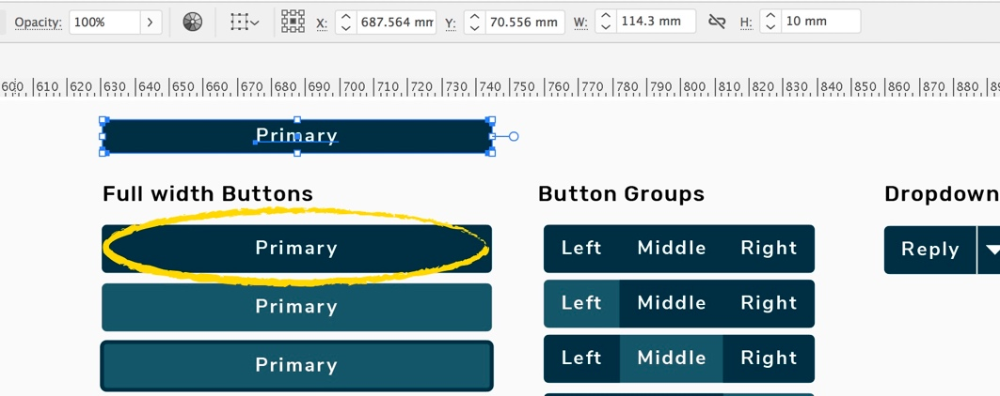 Opacity: 100% X: 687.564 mm Y: 70.556 mm W: 114.3 mm H: 10 mm
600 610 620 630 640 650 660 670 680 690 700 710 720 730 740 750 760 770 780 790 800 810 820 830 840 850 860 870 880 89
Primary
Full width Buttons Button Groups Dropdown
Primary Left Middle Right Reply
Primary Left Middle Right
Primary Left Middle Right